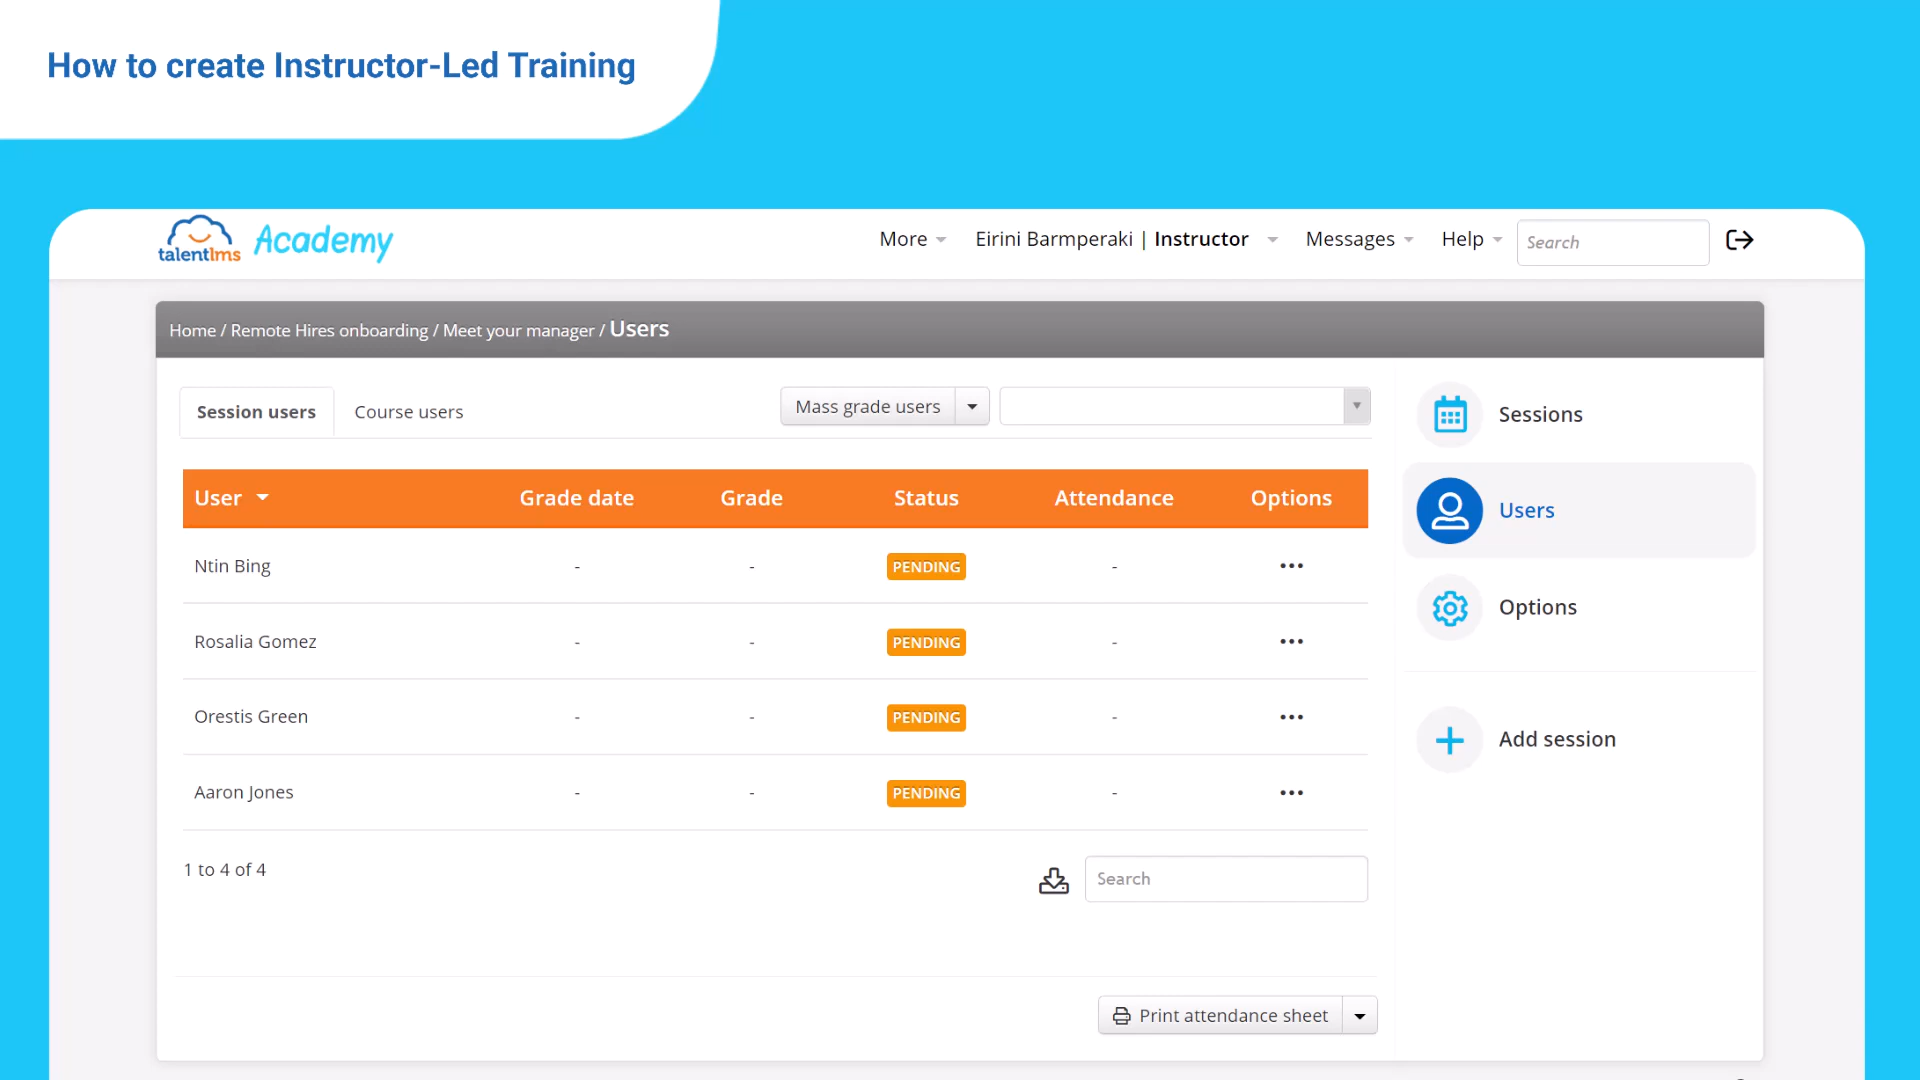 How to create Instructor-Led Training
talentlms Academy
More
Eirini Barmperaki | Instructor
Messages
Help
Search
Home / Remote Hires onboarding / Meet your manager / Users
Session users
Course users
Mass grade users
User Grade date Grade Status Attendance Options
Ntin Bing - - PENDING - •••
Rosalia Gomez - - PENDING - •••
Orestis Green - - PENDING - •••
Aaron Jones - - PENDING - •••
1 to 4 of 4
Search
Print attendance sheet
Sessions
Users
Options
Add session